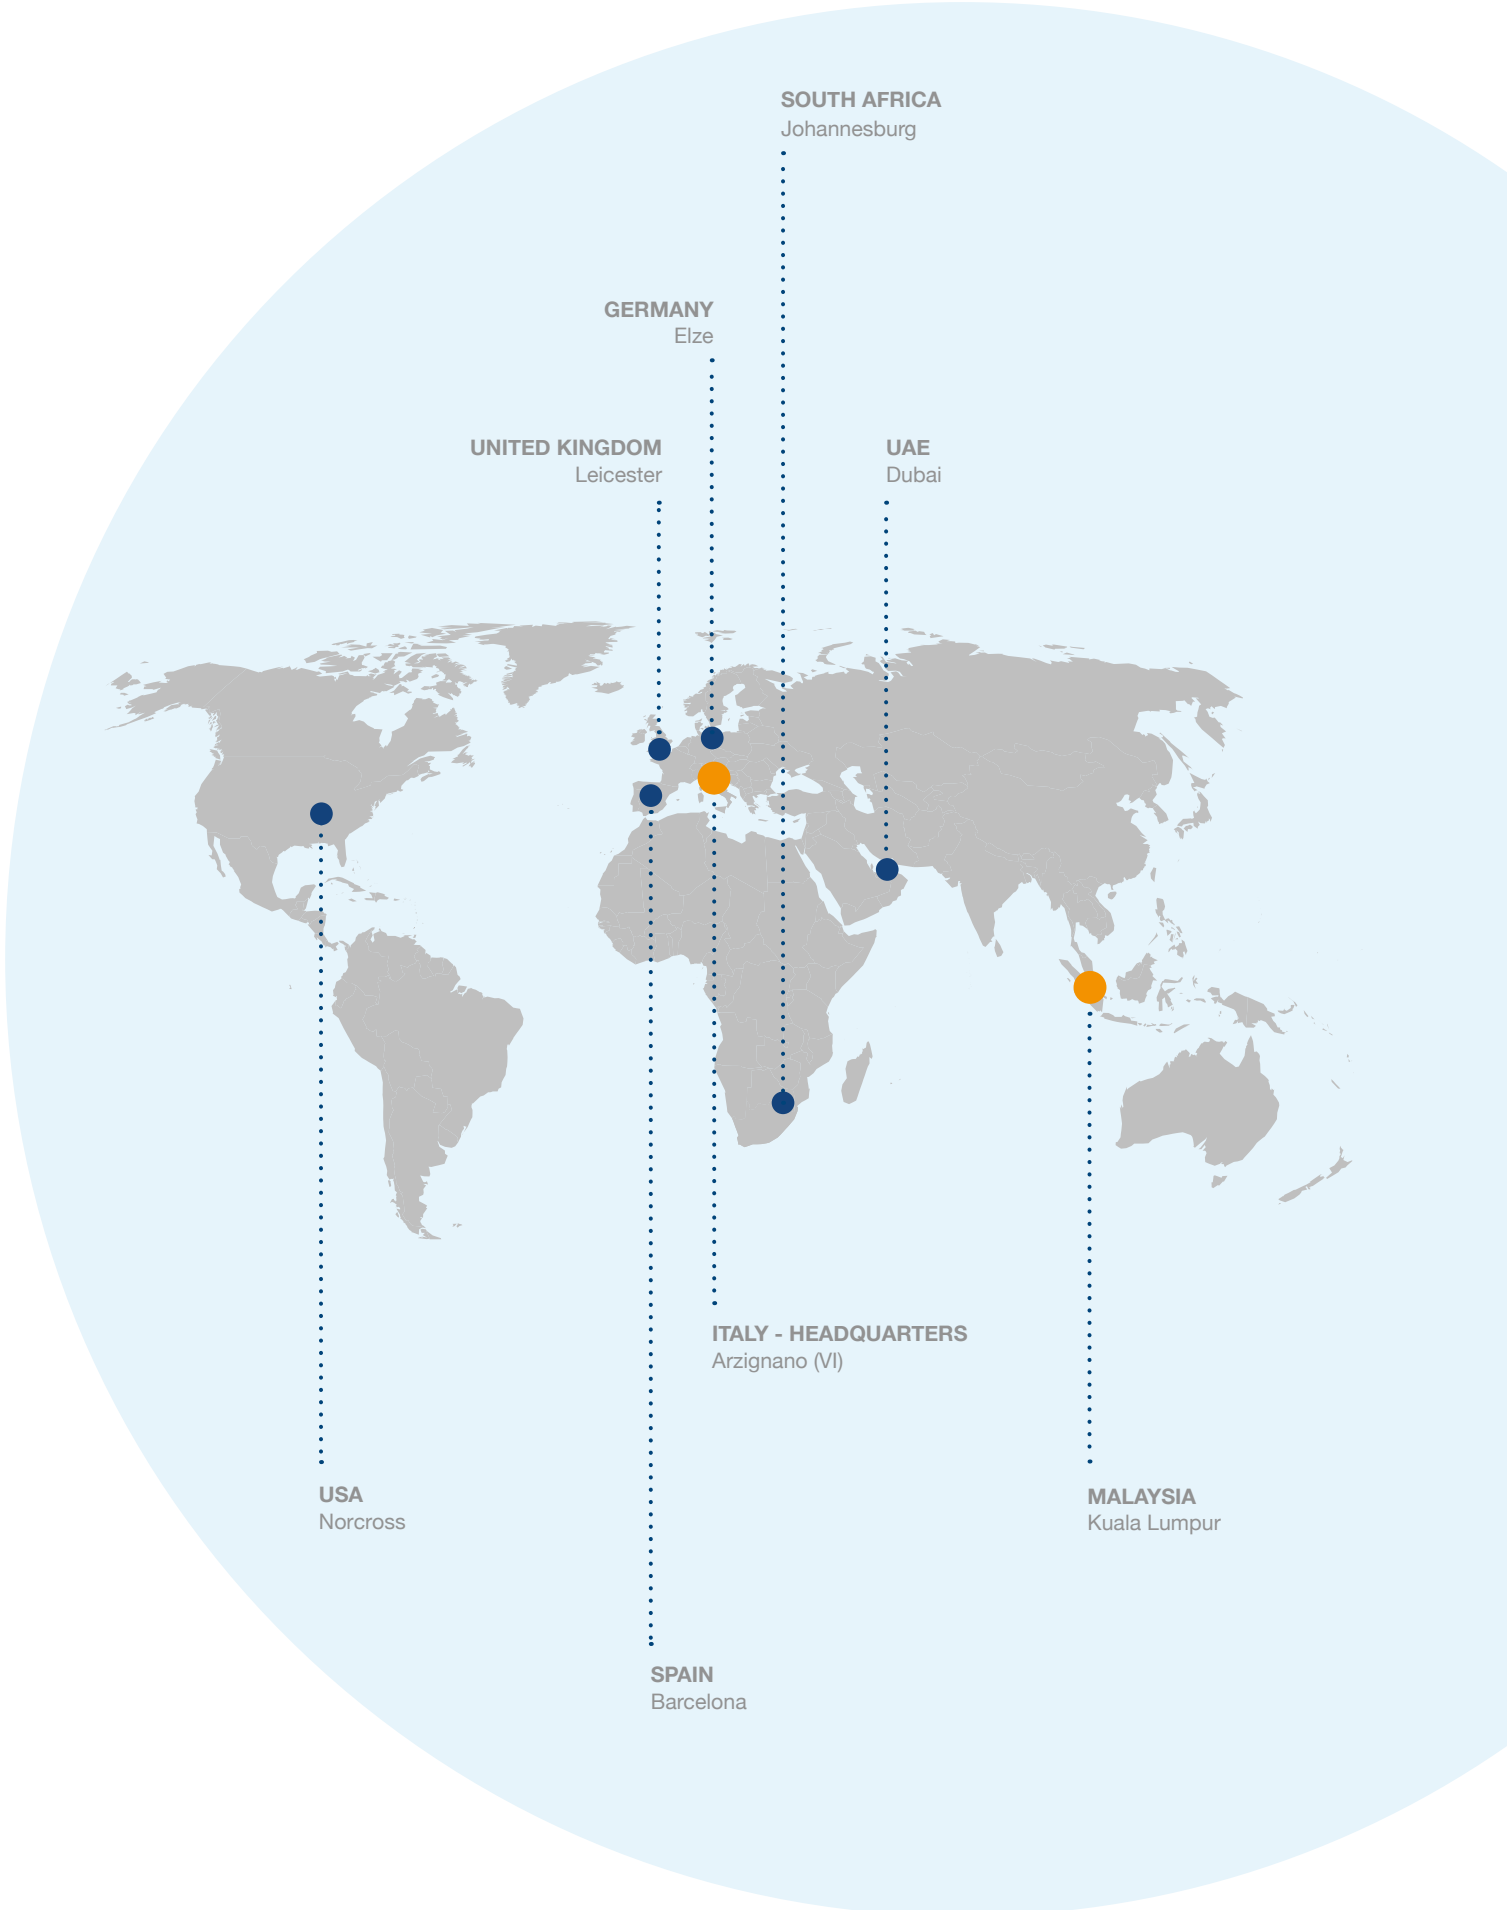 SOUTH AFRICA
Johannesburg
GERMANY
Elze
UNITED KINGDOM
Leicester
UAE
Dubai
ITALY - HEADQUARTERS
Arzignano (VI)
USA
Norcross
MALAYSIA
Kuala Lumpur
SPAIN
Barcelona